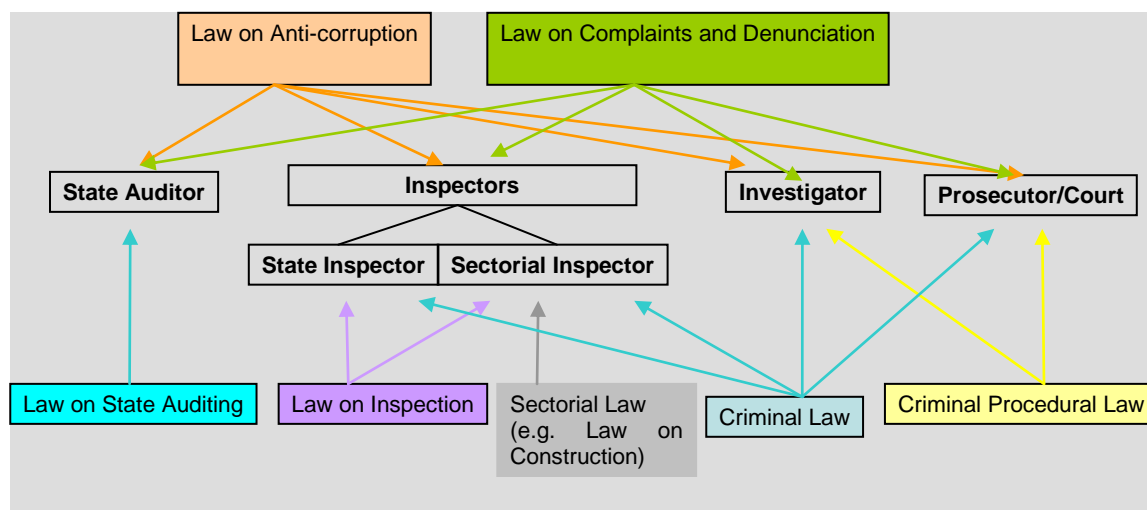 Law on Anti-corruption
Law on Complaints and Denunciation
State Auditor
Inspectors
Investigator
Prosecutor/Court
State Inspector
Sectorial Inspector
Law on State Auditing
Law on Inspection
Sectorial Law
(e.g. Law on
Construction)
Criminal Law
Criminal Procedural Law